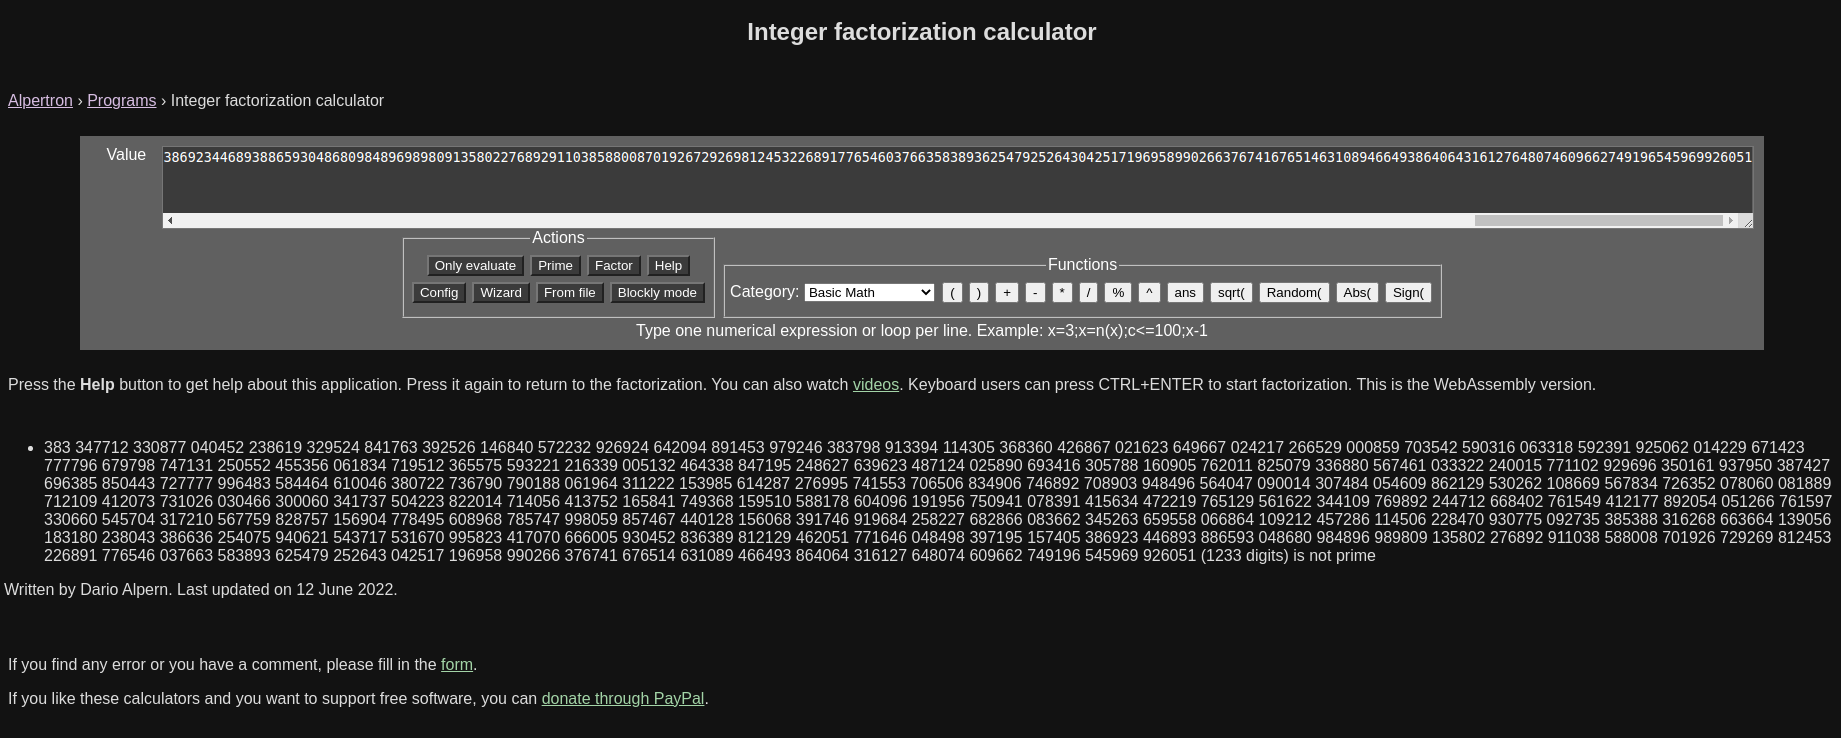 Integer factorization calculator
Alpertron › Programs › Integer factorization calculator
Value 3869234468938865930486809848969898091358022768929110385880087019267292698124532268917765460376635838936254792526430425171969589902663767416765146310894664938640643161276480746096627491965459699​26051
Actions
Only evaluate Prime Factor Help
Config Wizard From file Blockly mode
Functions
Category: Basic Math ( ) + - * / % ^ ans sqrt( Random( Abs( Sign(
Type one numerical expression or loop per line. Example: x=3;x=n(x);c<=100;x-1
Press the Help button to get help about this application. Press it again to return to the factorization. You can also watch videos. Keyboard users can press CTRL+ENTER to start factorization. This is the WebAssembly version.
• 383 347712 330877 040452 238619 329524 841763 392526 146840 572232 926924 642094 891453 979246 383798 913394 114305 368360 426867 021623 649667 024217 266529 000859 703542 590316 063318 592391 925062 014229 671423
777796 679798 747131 250552 455356 061834 719512 365575 593221 216339 005132 464338 847195 248627 639623 487124 025890 693416 305788 160905 762011 825079 336880 567461 033322 240015 771102 929696 350161 937950 387427
696385 850443 727777 996483 584464 610046 380722 736790 790188 061964 311222 153985 614287 276995 741553 706506 834906 746892 708903 948496 564047 090014 307484 054609 862129 530262 108669 567834 726352 078060 081889
712109 412073 731026 030466 300060 341737 504223 822014 714056 413752 165841 749368 159510 588178 604096 191956 750941 078391 415634 472219 765129 561622 344109 769892 244712 668402 761549 412177 892054 051266 761597
330660 545704 317210 567759 828757 156904 778495 608968 785747 998059 857467 440128 156068 391746 919684 258227 682866 083662 345263 659558 066864 109212 457286 114506 228470 930775 092735 385388 316268 663664 139056
183180 238043 386636 254075 940621 543717 531670 995823 417070 666005 930452 836389 812129 462051 771646 048498 397195 157405 386923 446893 886593 048680 984896 989809 135802 276892 911038 588008 701926 729269 812453
226891 776546 037663 583893 625479 252643 042517 196958 990266 376741 676514 631089 466493 864064 316127 648074 609662 749196 545969 926051 (1233 digits) is not prime
Written by Dario Alpern. Last updated on 12 June 2022.
If you find any error or you have a comment, please fill in the form.
If you like these calculators and you want to support free software, you can donate through PayPal.